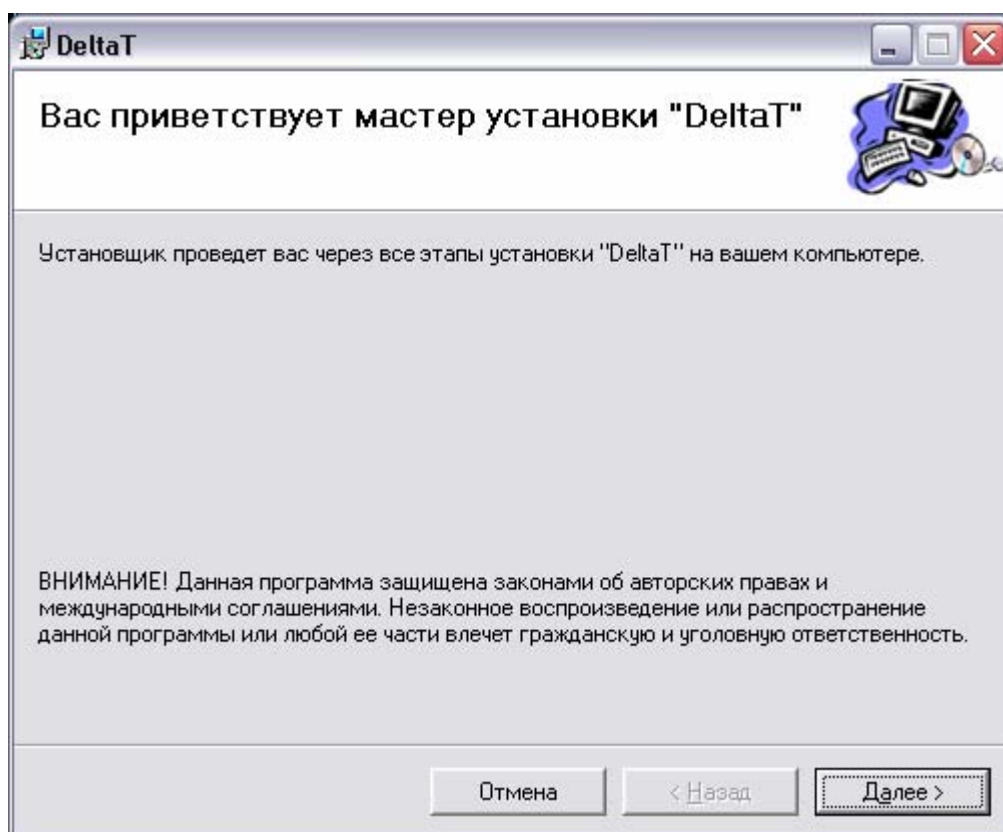 DeltaT
Вас приветствует мастер установки "DeltaT"
Установщик проведет вас через все этапы установки "DeltaT" на вашем компьютере.
ВНИМАНИЕ! Данная программа защищена законами об авторских правах и
международными соглашениями. Незаконное воспроизведение или распространение
данной программы или любой ее части влечет гражданскую и уголовную ответственность.
Отмена
< Назад
Далее >